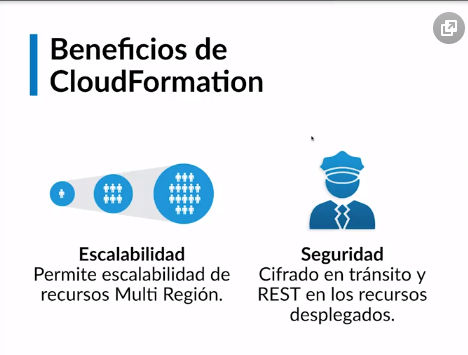 Beneficios de
CloudFormation
Escalabilidad
Permite escalabilidad de
recursos Multi Región.
Seguridad
Cifrado en tránsito y
REST en los recursos
desplegados.